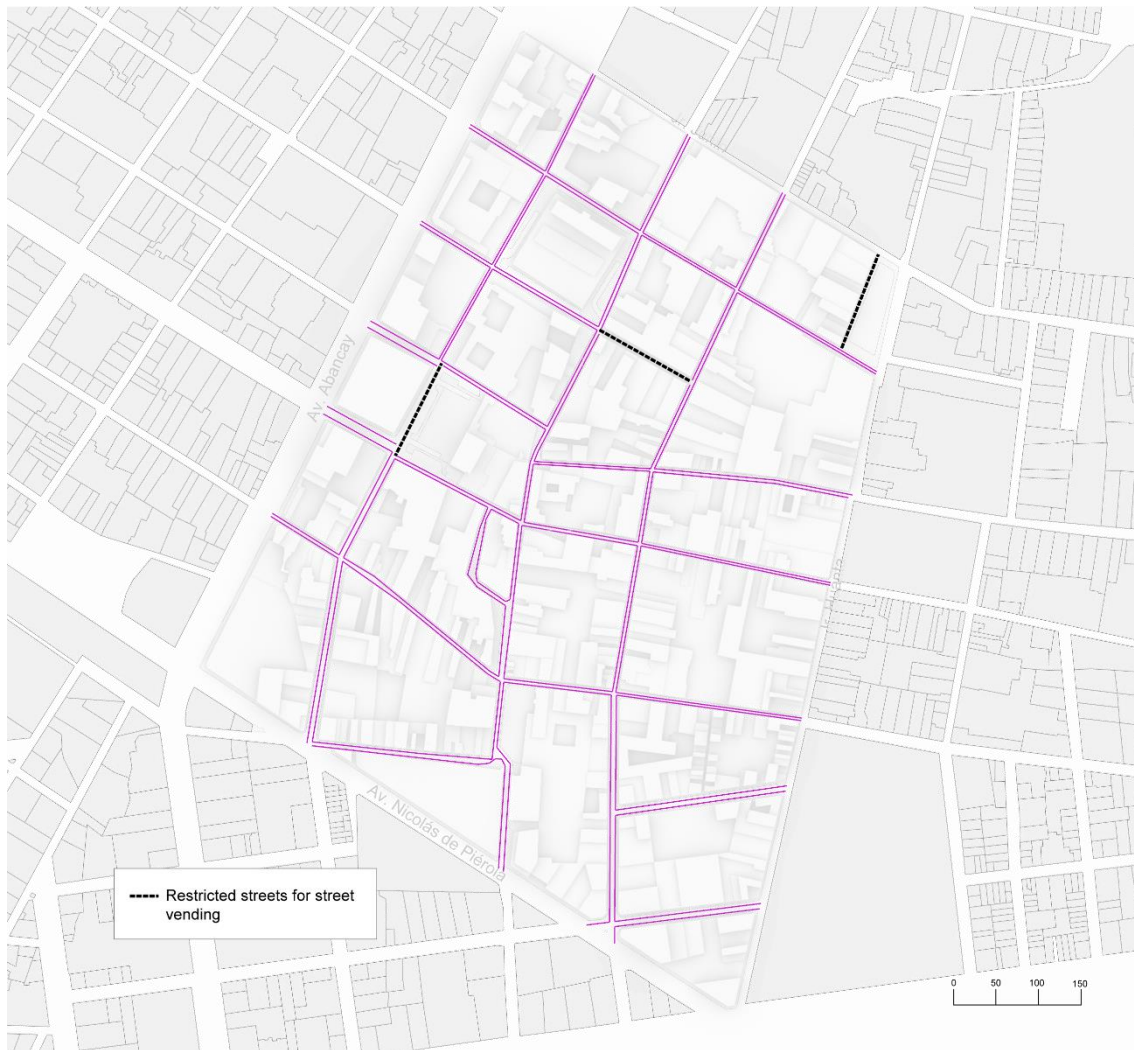 Av. Abancay
Av. Nicolás de Piérola
Restricted streets for street
vending
0 50 100 150